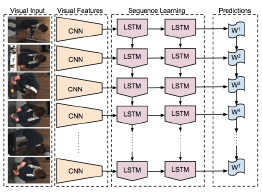 Visual Input Visual Features Sequence Learning Predictions
CNN LSTM LSTM W1
CNN LSTM LSTM W2
CNN LSTM LSTM W3
CNN LSTM LSTM W4
CNN LSTM LSTM WT